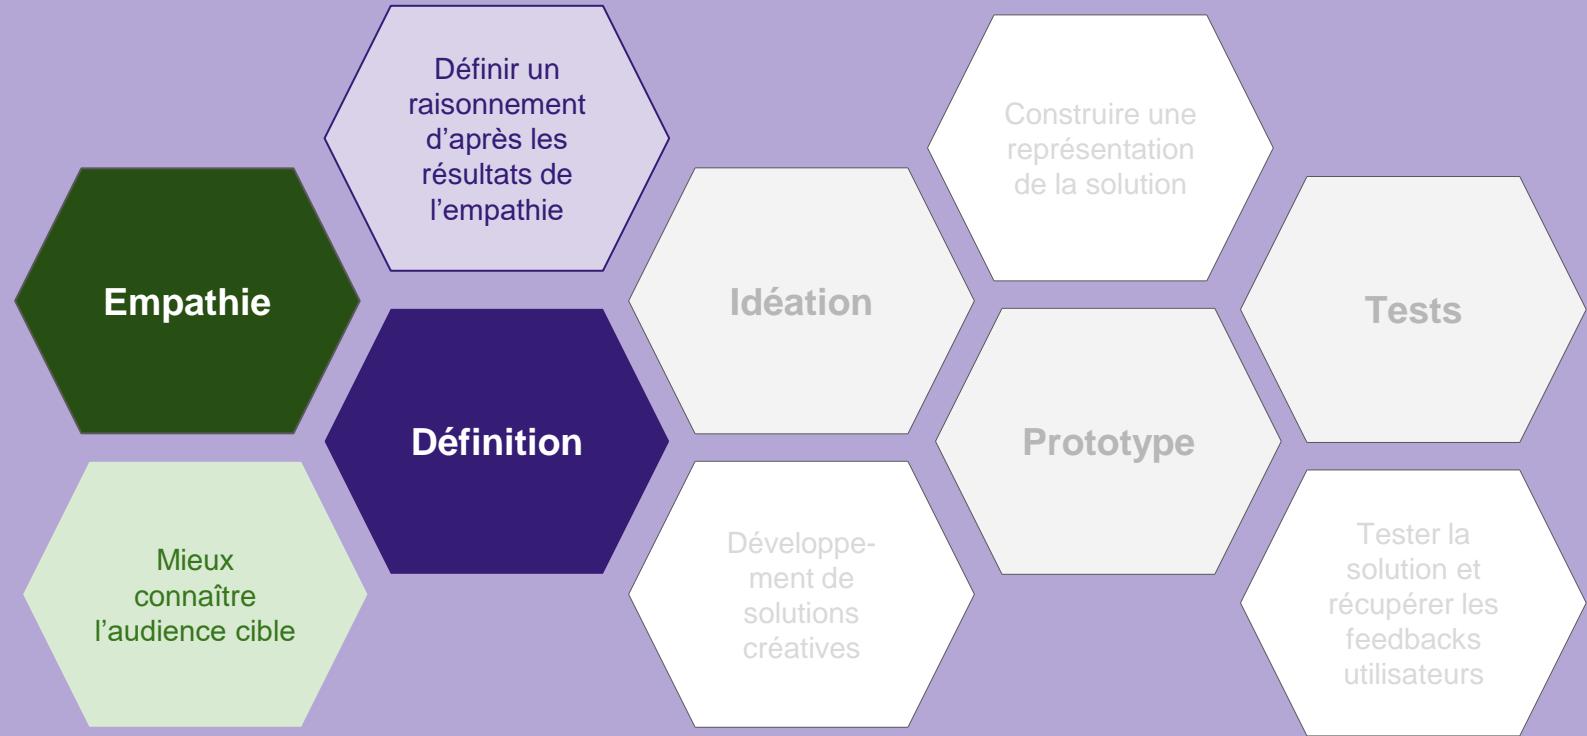 Empathie
Mieux
connaître
l’audience cible
Définir un
raisonnement
d’après les
résultats de
l’empathie
Définition
Idéation
Développe-
ment de
solutions
créatives
Construire une
représentation
de la solution
Prototype
Tests
Tester la
solution et
récupérer les
feedbacks
utilisateurs